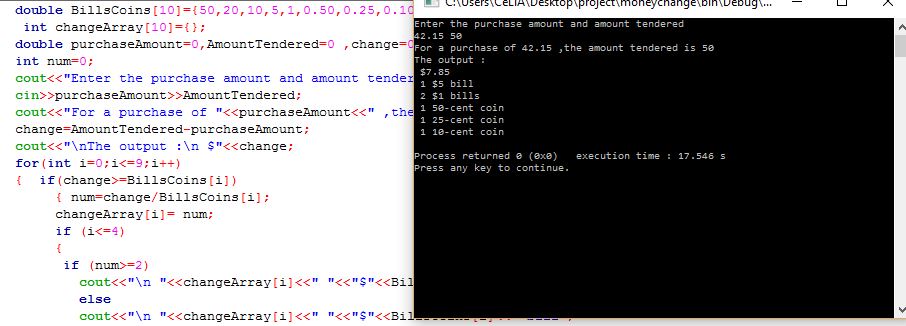 double BillsCoins[10]={50,20,10,5,1,0.50,0.25,0.10
int changeArray[10]={};
double purchaseAmount=0,AmountTendered=0 ,change=0
int num=0;
cout<<"Enter the purchase amount and amount tender
cin>>purchaseAmount>>AmountTendered;
cout<<"For a purchase of "<<purchaseAmount<<" ,the
change=AmountTendered-purchaseAmount;
cout<<"\nThe output :\n $"<<change;
for(int i=0;i<=9;i++)
{ if(change>=BillsCoins[i])
{ num=change/BillsCoins[i];
changeArray[i]= num;
if (i<=4)
{
if (num>=2)
cout<<"\n "<<changeArray[i]<<" "<<"$"<<Bil
else
cout<<"\n "<<changeArray[i]<<" "<<"$"<<Bil
C:\Users\CeLIA\Desktop\project\moneychange\bin\Debug\...
Enter the purchase amount and amount tendered
42.15 50
For a purchase of 42.15 ,the amount tendered is 50
The output :
$7.85
1 $5 bill
2 $1 bills
1 50-cent coin
1 25-cent coin
1 10-cent coin
Process returned 0 (0x0) execution time : 17.546 s
Press any key to continue.